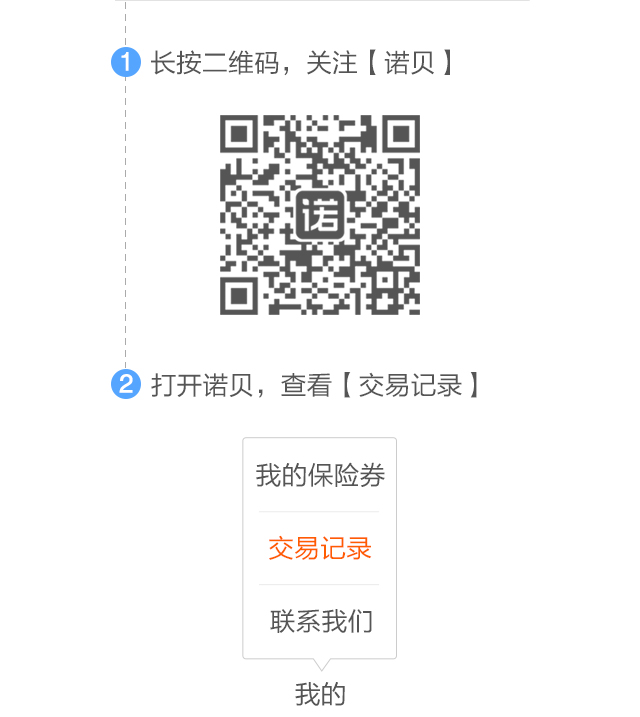 1 长按二维码，关注【诺贝】
诺
2 打开诺贝，查看【交易记录】
我的保险券
交易记录
联系我们
我的